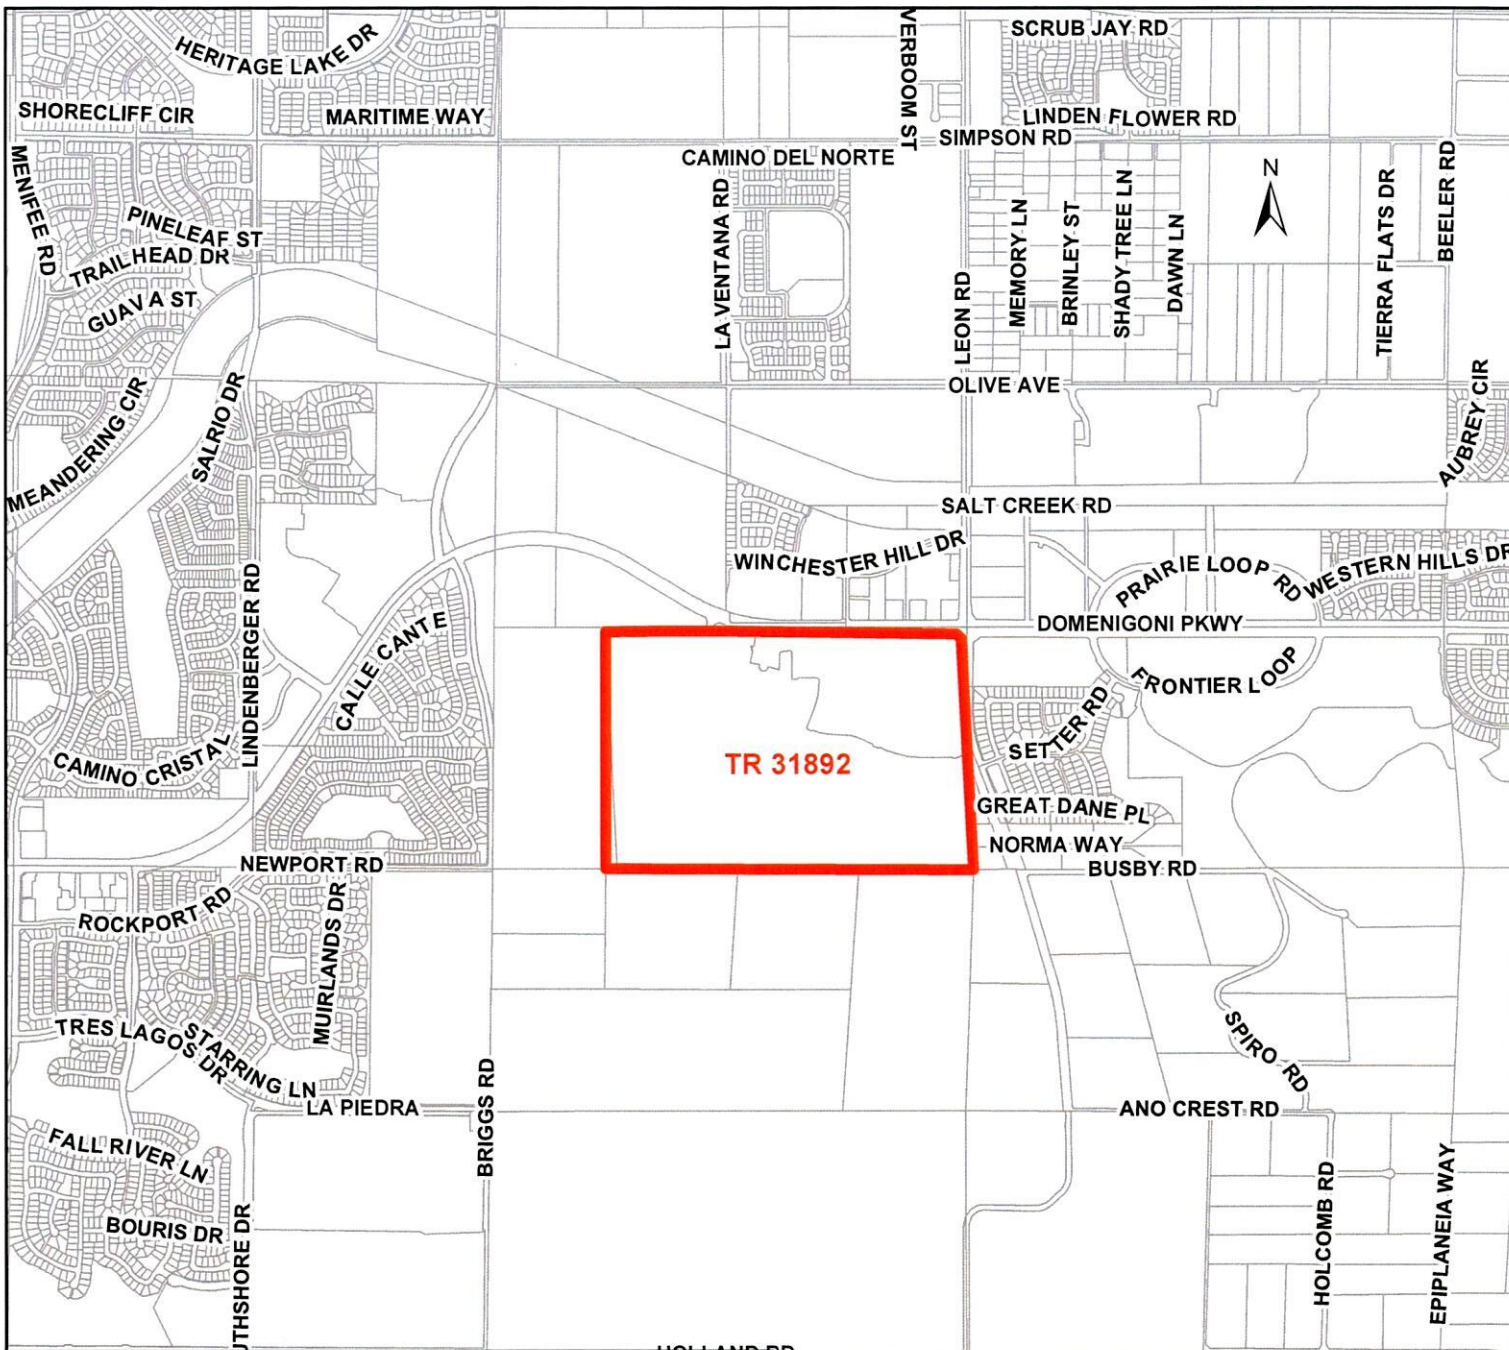 HERITAGE LAKE DR
VERBOOM ST
SCRUB JAY RD
SHORECLIFF CIR
MARITIME WAY
LINDEN FLOWER RD
SIMPSON RD
CAMINO DEL NORTE
MENIFEE RD
PINELEAF ST
TRAIL HEAD DR
GUAVA ST
LA VENTANA RD
LEON RD
MEMORY LN
BRINLEY ST
SHADY TREE LN
DAWN LN
N
TIERRA FLATS DR
BEELER RD
OLIVE AVE
MEANDERING CIR
SALRIO DR
AUBREY CIR
SALT CREEK RD
WINCHESTER HILL DR
PRAIRIE LOOP RD
WESTERN HILLS DR
LINDENBERGER RD
CALLE CANTE
DOMENIGONI PKWY
FRONTIER LOOP
SETTER RD
CAMINO CRISTAL
TR 31892
GREAT DANE PL
NORMA WAY
NEWPORT RD
BUSBY RD
ROCKPORT RD
MUIRLANDS DR
TRES LAGOS DR
STARRING LN
SPIRO RD
LA PIEDRA
BRIGGS RD
ANO CREST RD
FALL RIVER LN
BOURIS DR
UTHSHORE DR
HOLCOMB RD
EPIPLANEIA WAY
HOLLAND RD